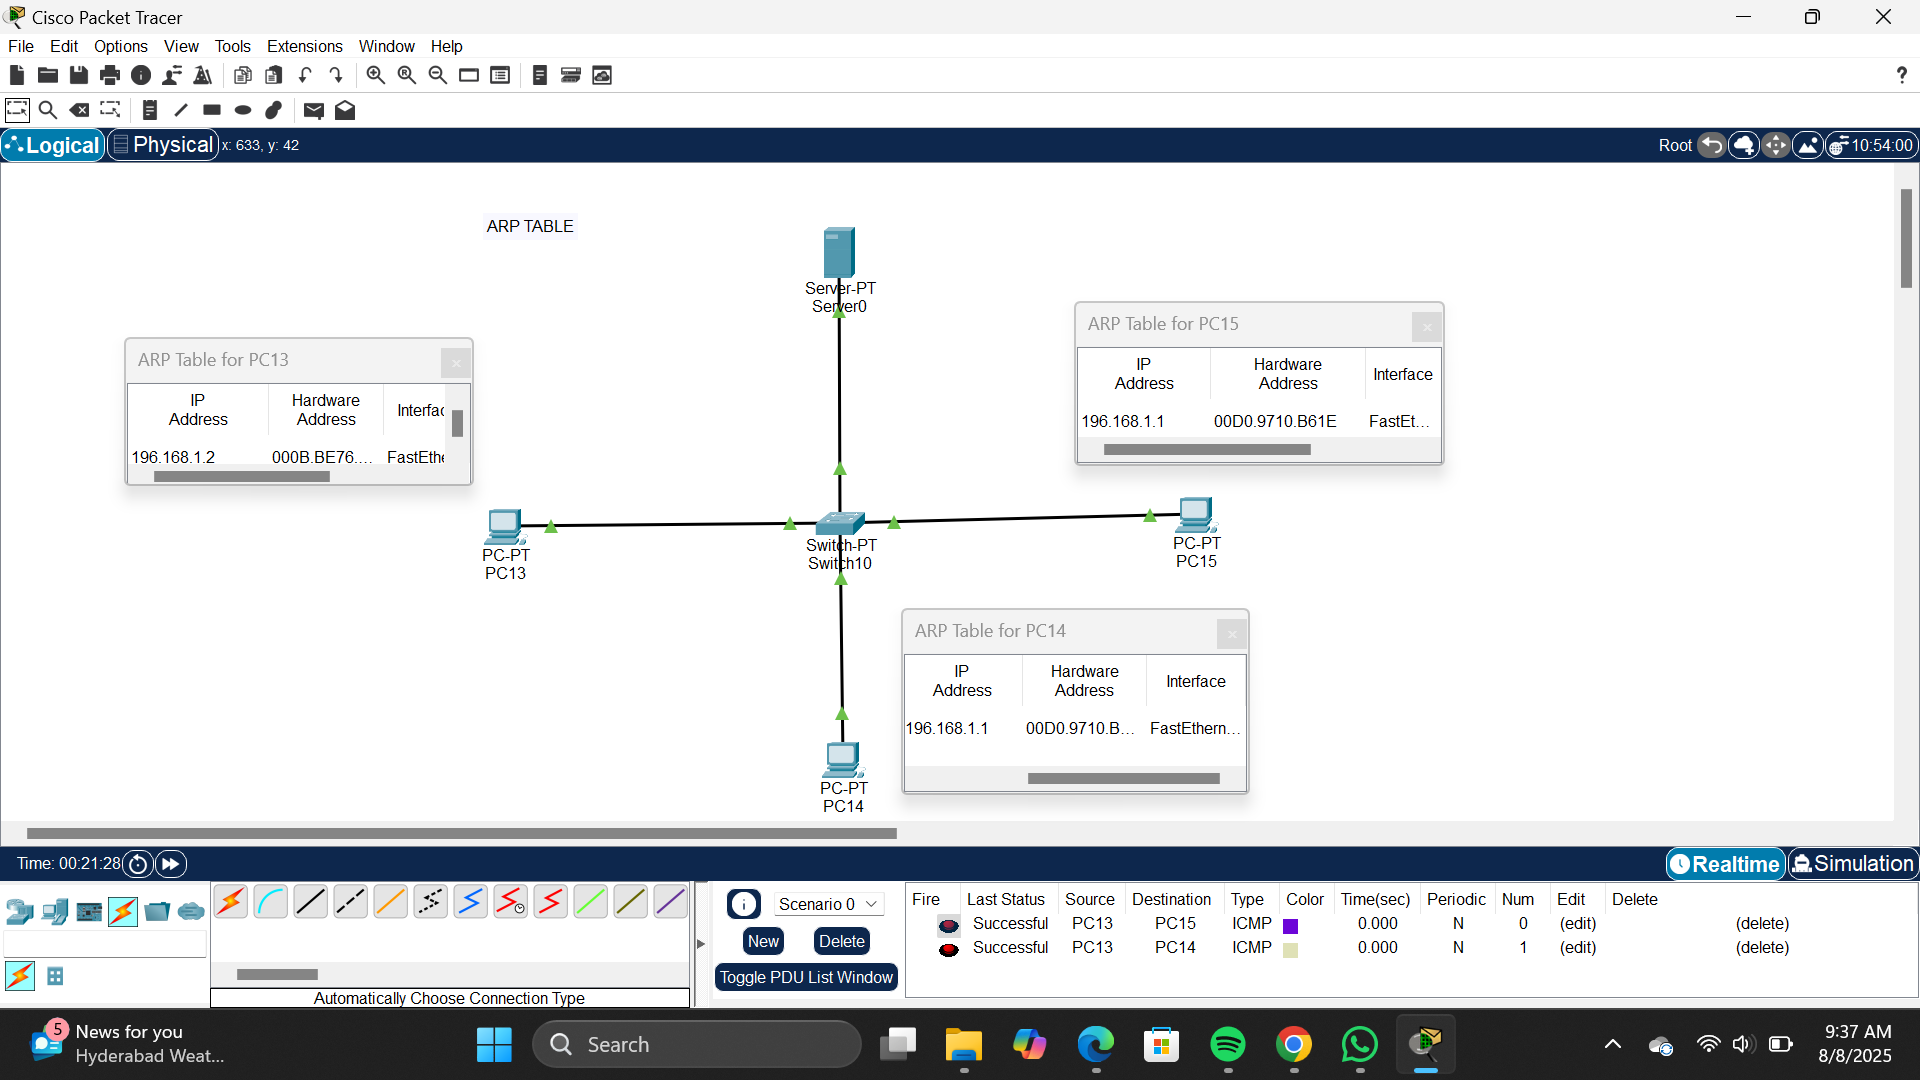 Cisco Packet Tracer
File Edit Options View Tools Extensions Window Help
?
Logical Physical x: 633, y: 42 Root 10:54:00
ARP TABLE
Server-PT
Server0
ARP Table for PC15
IP Address Hardware Address Interface
196.168.1.1 00D0.9710.B61E FastEt...
ARP Table for PC13
IP Address Hardware Address Interfac
196.168.1.2 000B.BE76.... FastEthe
PC-PT
PC13
Switch-PT
Switch10
PC-PT
PC15
ARP Table for PC14
IP Address Hardware Address Interface
196.168.1.1 00D0.9710.B... FastEthern...
PC-PT
PC14
Time: 00:21:28 Realtime Simulation
Scenario 0
New Delete
Toggle PDU List Window
Automatically Choose Connection Type
Fire Last Status Source Destination Type Color Time(sec) Periodic Num Edit Delete
Successful PC13 PC15 ICMP 0.000 N 0 (edit) (delete)
Successful PC13 PC14 ICMP 0.000 N 1 (edit) (delete)
5 News for you
Hyderabad Weat...
Search
9:37 AM
8/8/2025